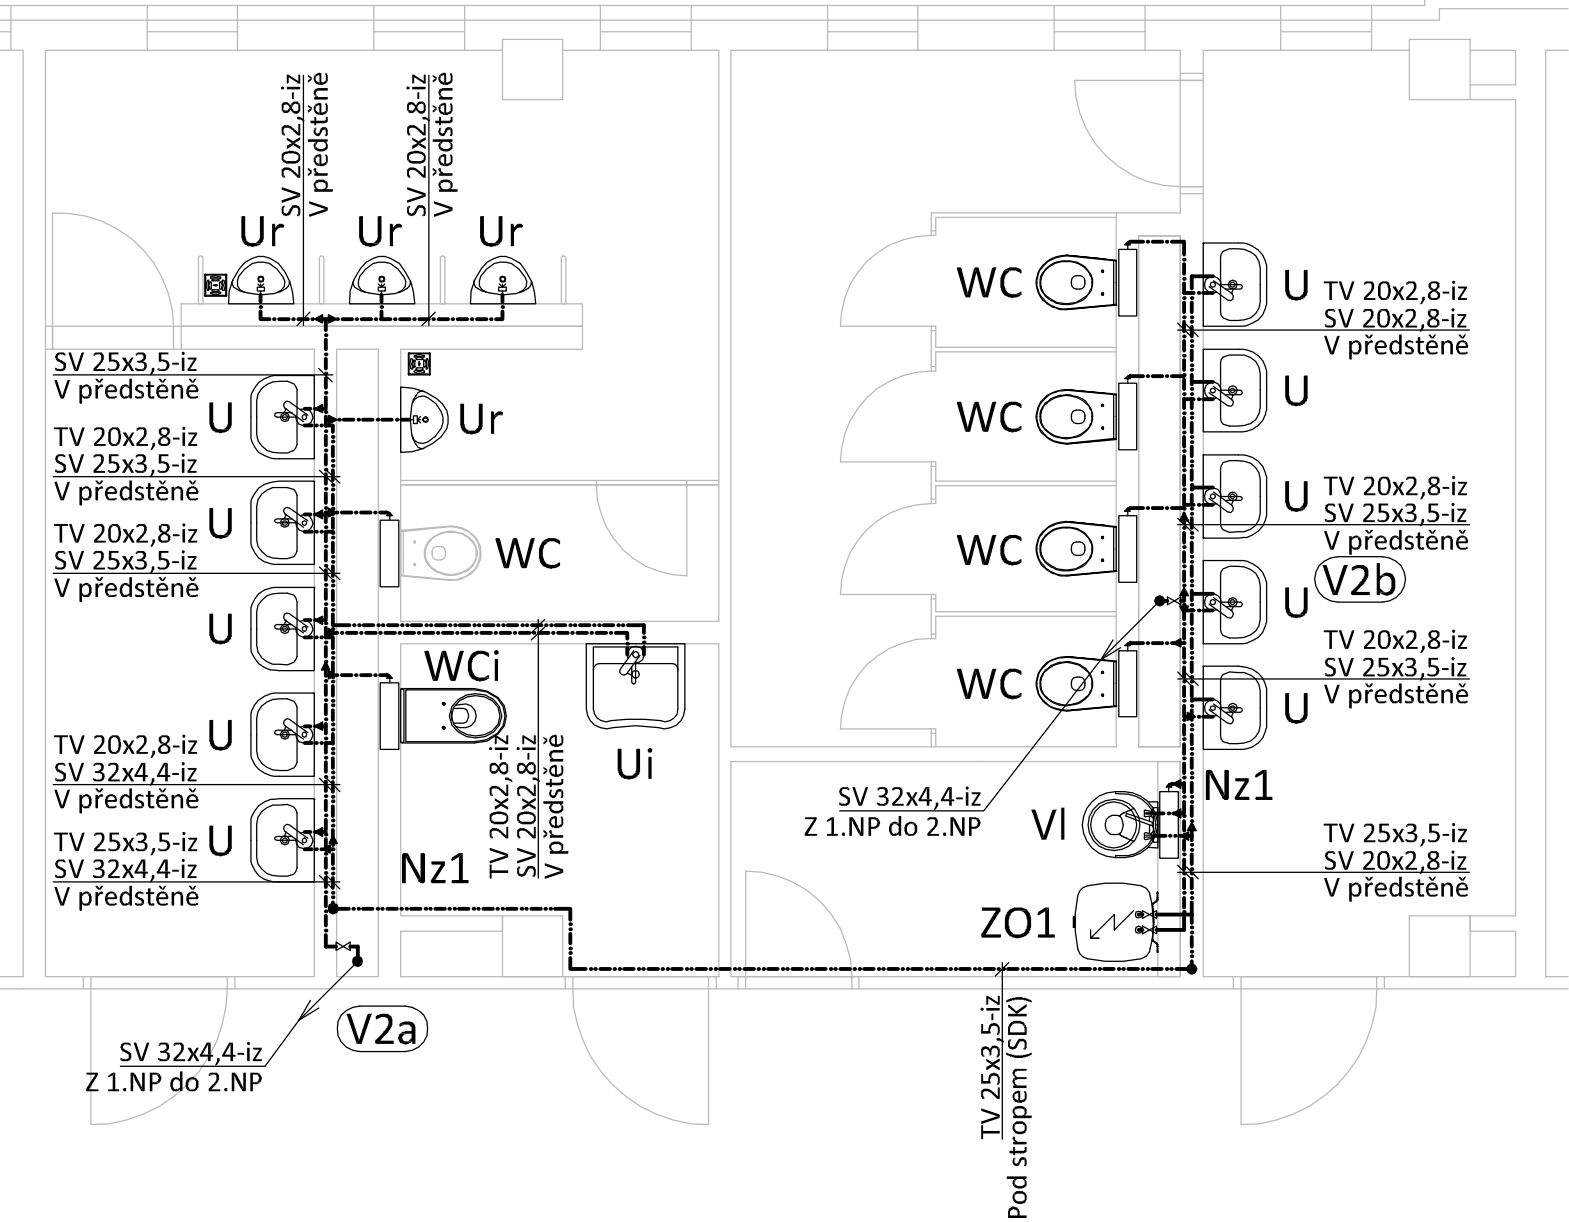 SV 20x2,8-iz
V předstěně
SV 20x2,8-iz
V předstěně
Ur
Ur
Ur
WC
U
TV 20x2,8-iz
SV 20x2,8-iz
V předstěně
SV 25x3,5-iz
V předstěně
U
Ur
WC
U
TV 20x2,8-iz
SV 25x3,5-iz
V předstěně
U
TV 20x2,8-iz
SV 25x3,5-iz
V předstěně
WC
WC
U
TV 20x2,8-iz
SV 25x3,5-iz
V předstěně
V2b
U
U
WCi
WC
TV 20x2,8-iz
SV 25x3,5-iz
V předstěně
U
U
TV 20x2,8-iz
SV 32x4,4-iz
V předstěně
Ui
TV 20x2,8-iz
SV 20x2,8-iz
V předstěně
SV 32x4,4-iz
Z 1.NP do 2.NP
Nz1
Vl
U
TV 25x3,5-iz
SV 32x4,4-iz
V předstěně
Nz1
TV 25x3,5-iz
SV 20x2,8-iz
V předstěně
ZO1
V2a
SV 32x4,4-iz
Z 1.NP do 2.NP
TV 25x3,5-iz
Pod stropem (SDK)